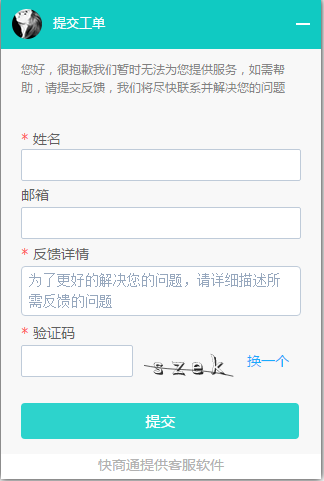 提交工单
您好，很抱歉我们暂时无法为您提供服务，如需帮
助，请提交反馈，我们将尽快联系并解决您的问题
* 姓名
邮箱
* 反馈详情
为了更好的解决您的问题，请详细描述所
需反馈的问题
* 验证码
szek 换一个
提交
快商通提供客服软件